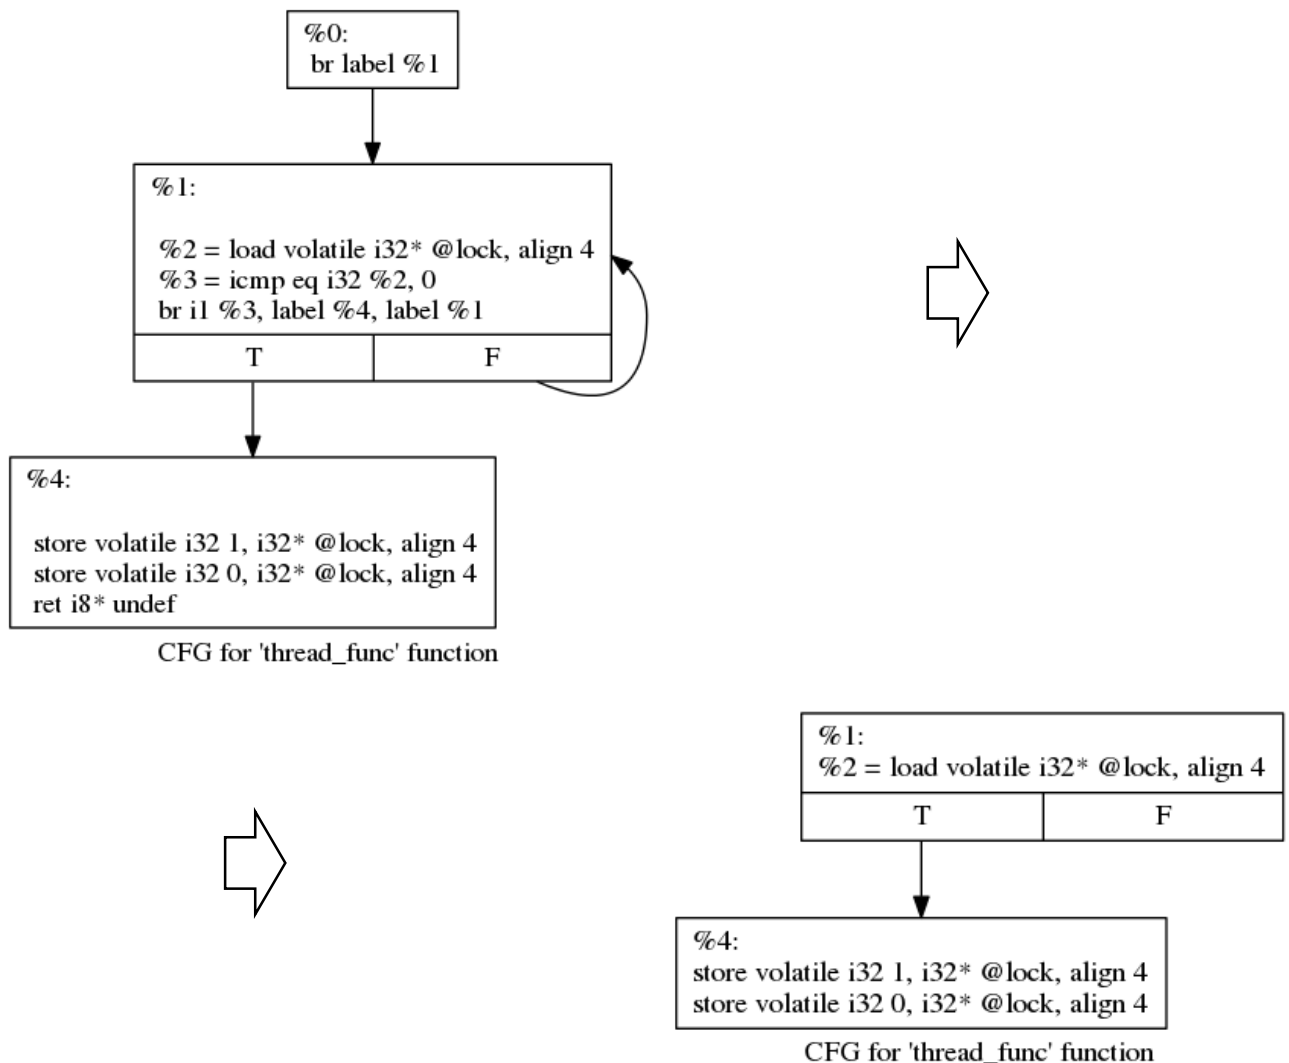 %0:
br label %1
%1:
%2 = load volatile i32* @lock, align 4
%3 = icmp eq i32 %2, 0
br i1 %3, label %4, label %1
T
F
%4:
store volatile i32 1, i32* @lock, align 4
store volatile i32 0, i32* @lock, align 4
ret i8* undef
CFG for 'thread_func' function
%1:
%2 = load volatile i32* @lock, align 4
T
F
%4:
store volatile i32 1, i32* @lock, align 4
store volatile i32 0, i32* @lock, align 4
CFG for 'thread_func' function